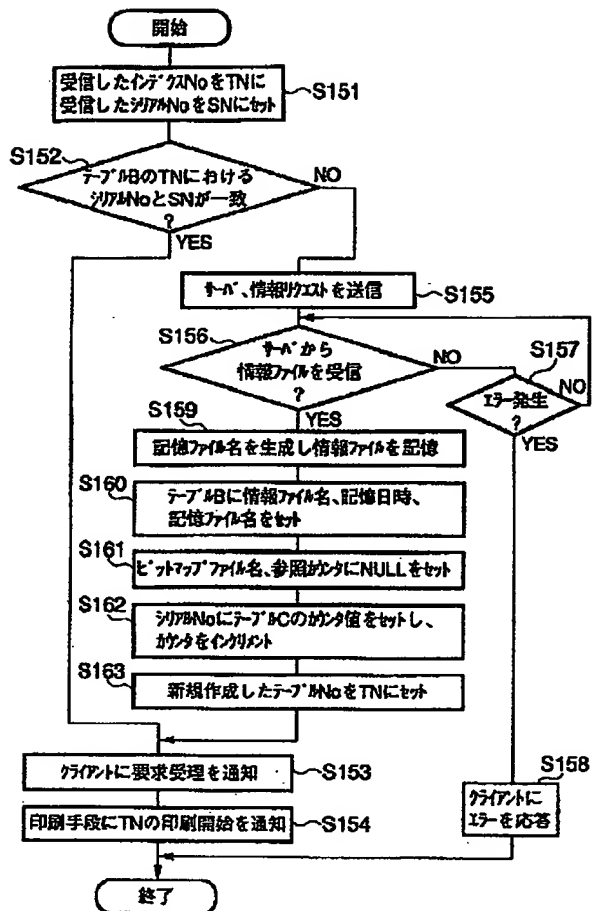 開始
受信したｲﾝﾃﾞｸｽNoをTNに
受信したｼﾘｱﾙNoをSNにセット
S151
S152
ﾃｰﾌﾞﾙBのTNにおける
ｼﾘｱﾙNoとSNが一致
?
NO
YES
ｻｰﾊﾞ､情報ﾘｸｴｽﾄを送信
S155
S156
ｻｰﾊﾞから
情報ﾌｧｲﾙを受信
?
NO
YES
S157
ｴﾗｰ発生
?
NO
YES
S159
記憶ファイル名を生成し情報ファイルを記憶
S160
テｰﾌﾞﾙBに情報ファイル名、記憶日時、
記憶ファイル名をｾｯﾄ
S161
ﾋﾞｯﾄマップファイル名、参照ｶｳﾝﾀにNULLをｾｯﾄ
S162
ｼﾘｱﾙNoにテｰﾌﾞﾙCのｶｳﾝﾀ値をｾｯﾄし、
ｶｳﾝﾀをｲﾝｸﾘﾒﾝﾄ
S163
新規作成したテｰﾌﾞﾙNoをTNにｾｯﾄ
ｸﾗｲｱﾝﾄに要求受理を通知
S153
印刷手段にTNの印刷開始を通知
S154
S158
ｸﾗｲｱﾝﾄに
ｴﾗｰを応答
終了